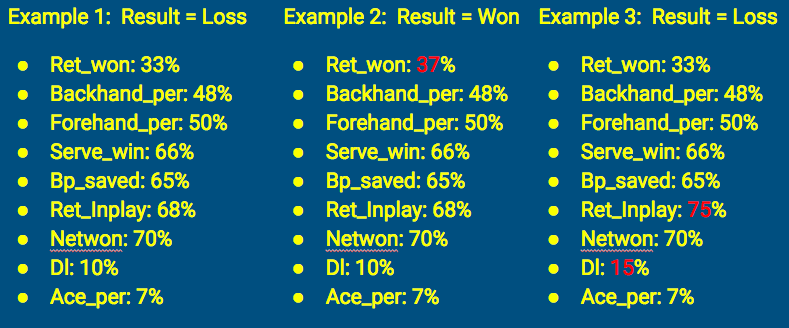 Example 1:  Result = Loss
● Ret_won: 33%
● Backhand_per: 48%
● Forehand_per: 50%
● Serve_win: 66%
● Bp_saved: 65%
● Ret_Inplay: 68%
● Netwon: 70%
● Dl: 10%
● Ace_per: 7%
Example 2:  Result = Won
● Ret_won: 37%
● Backhand_per: 48%
● Forehand_per: 50%
● Serve_win: 66%
● Bp_saved: 65%
● Ret_Inplay: 68%
● Netwon: 70%
● Dl: 10%
● Ace_per: 7%
Example 3:  Result = Loss
● Ret_won: 33%
● Backhand_per: 48%
● Forehand_per: 50%
● Serve_win: 66%
● Bp_saved: 65%
● Ret_Inplay: 75%
● Netwon: 70%
● Dl: 15%
● Ace_per: 7%